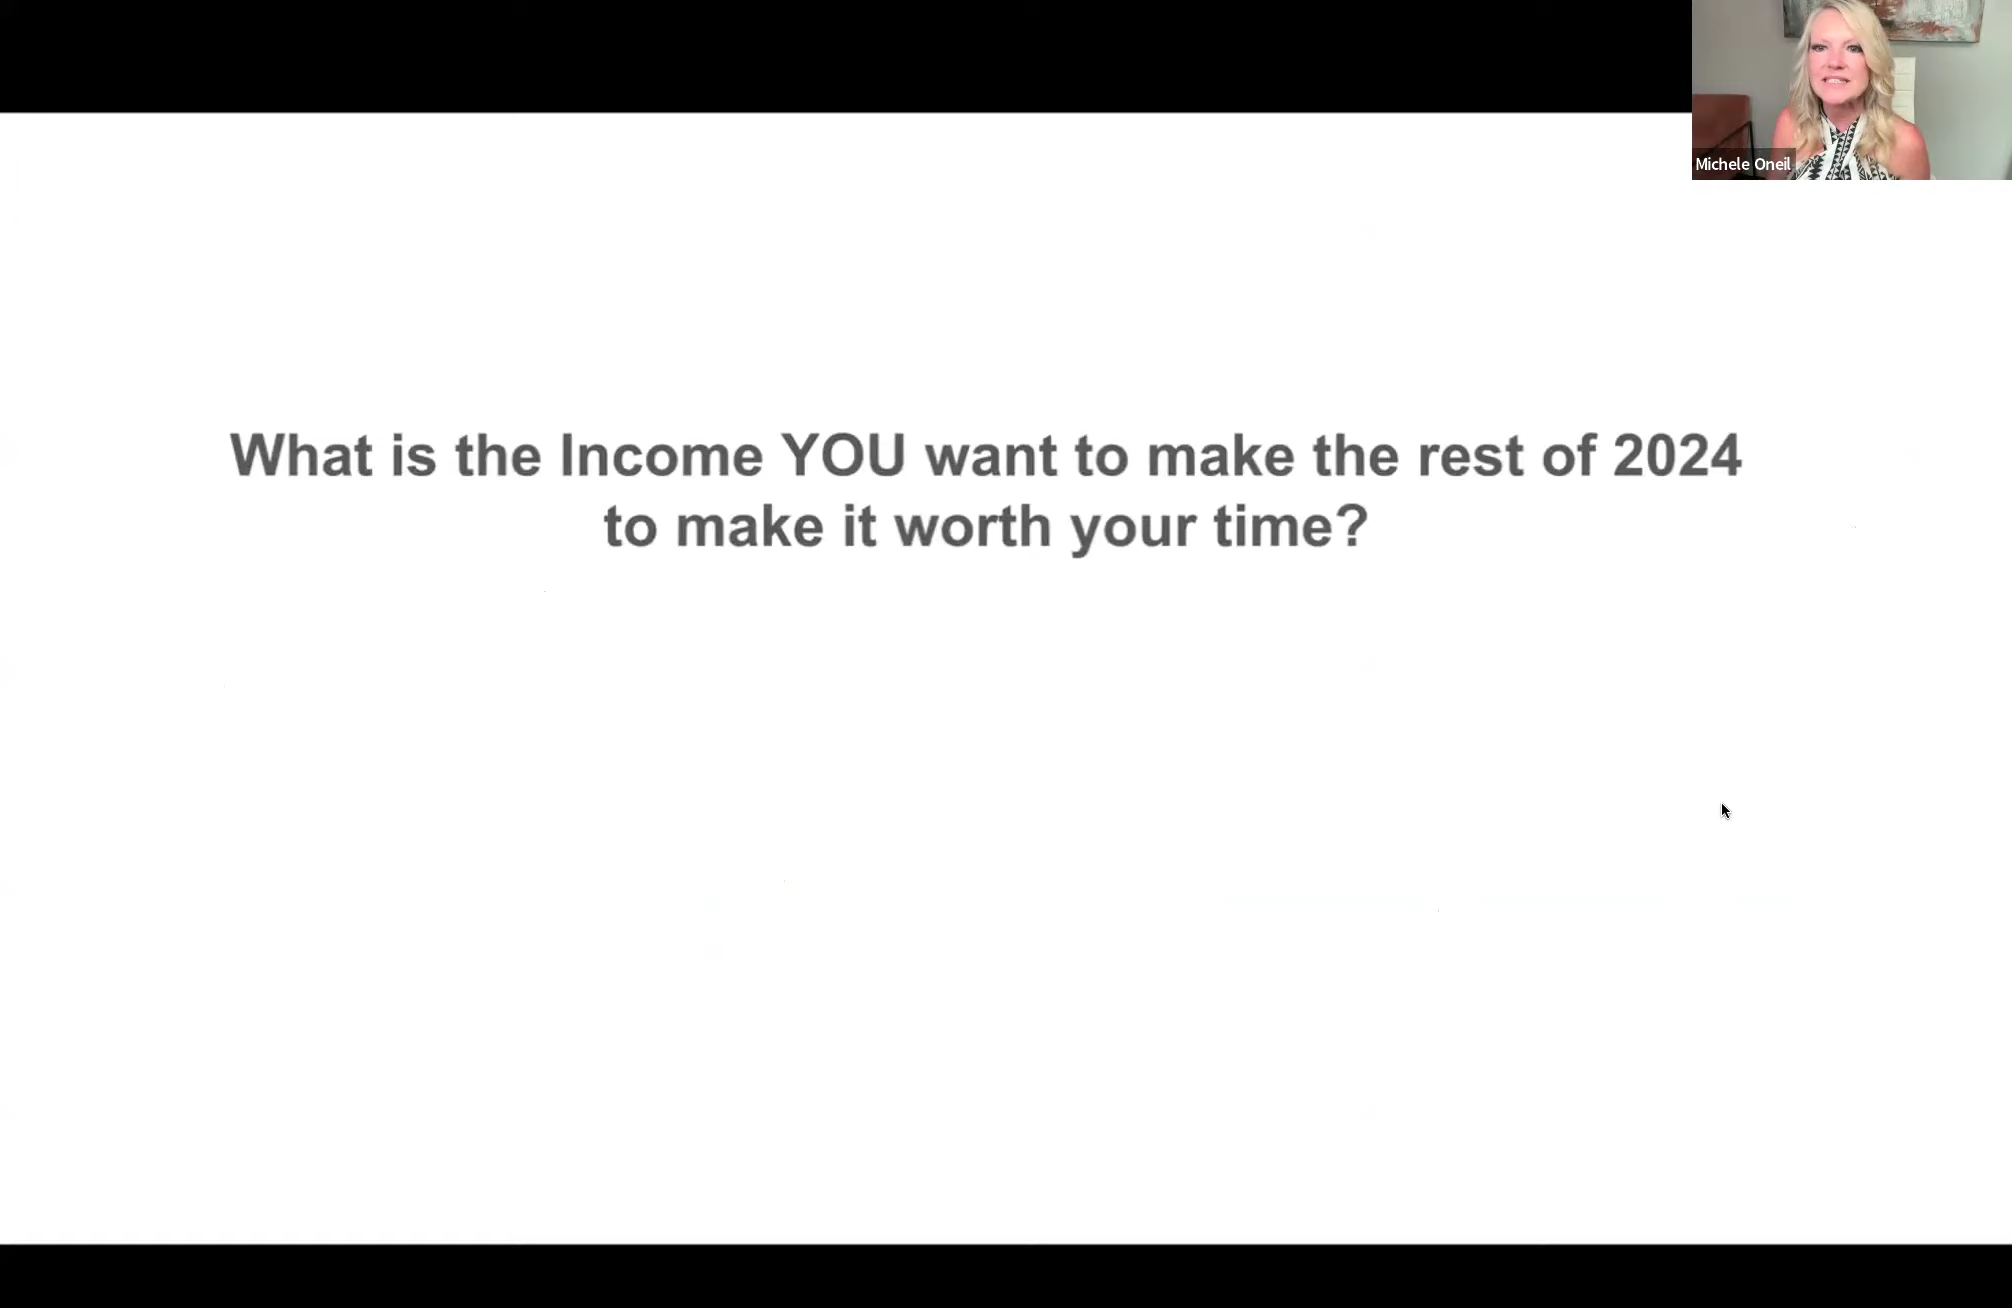 Michele Oneil
What is the Income YOU want to make the rest of 2024
to make it worth your time?